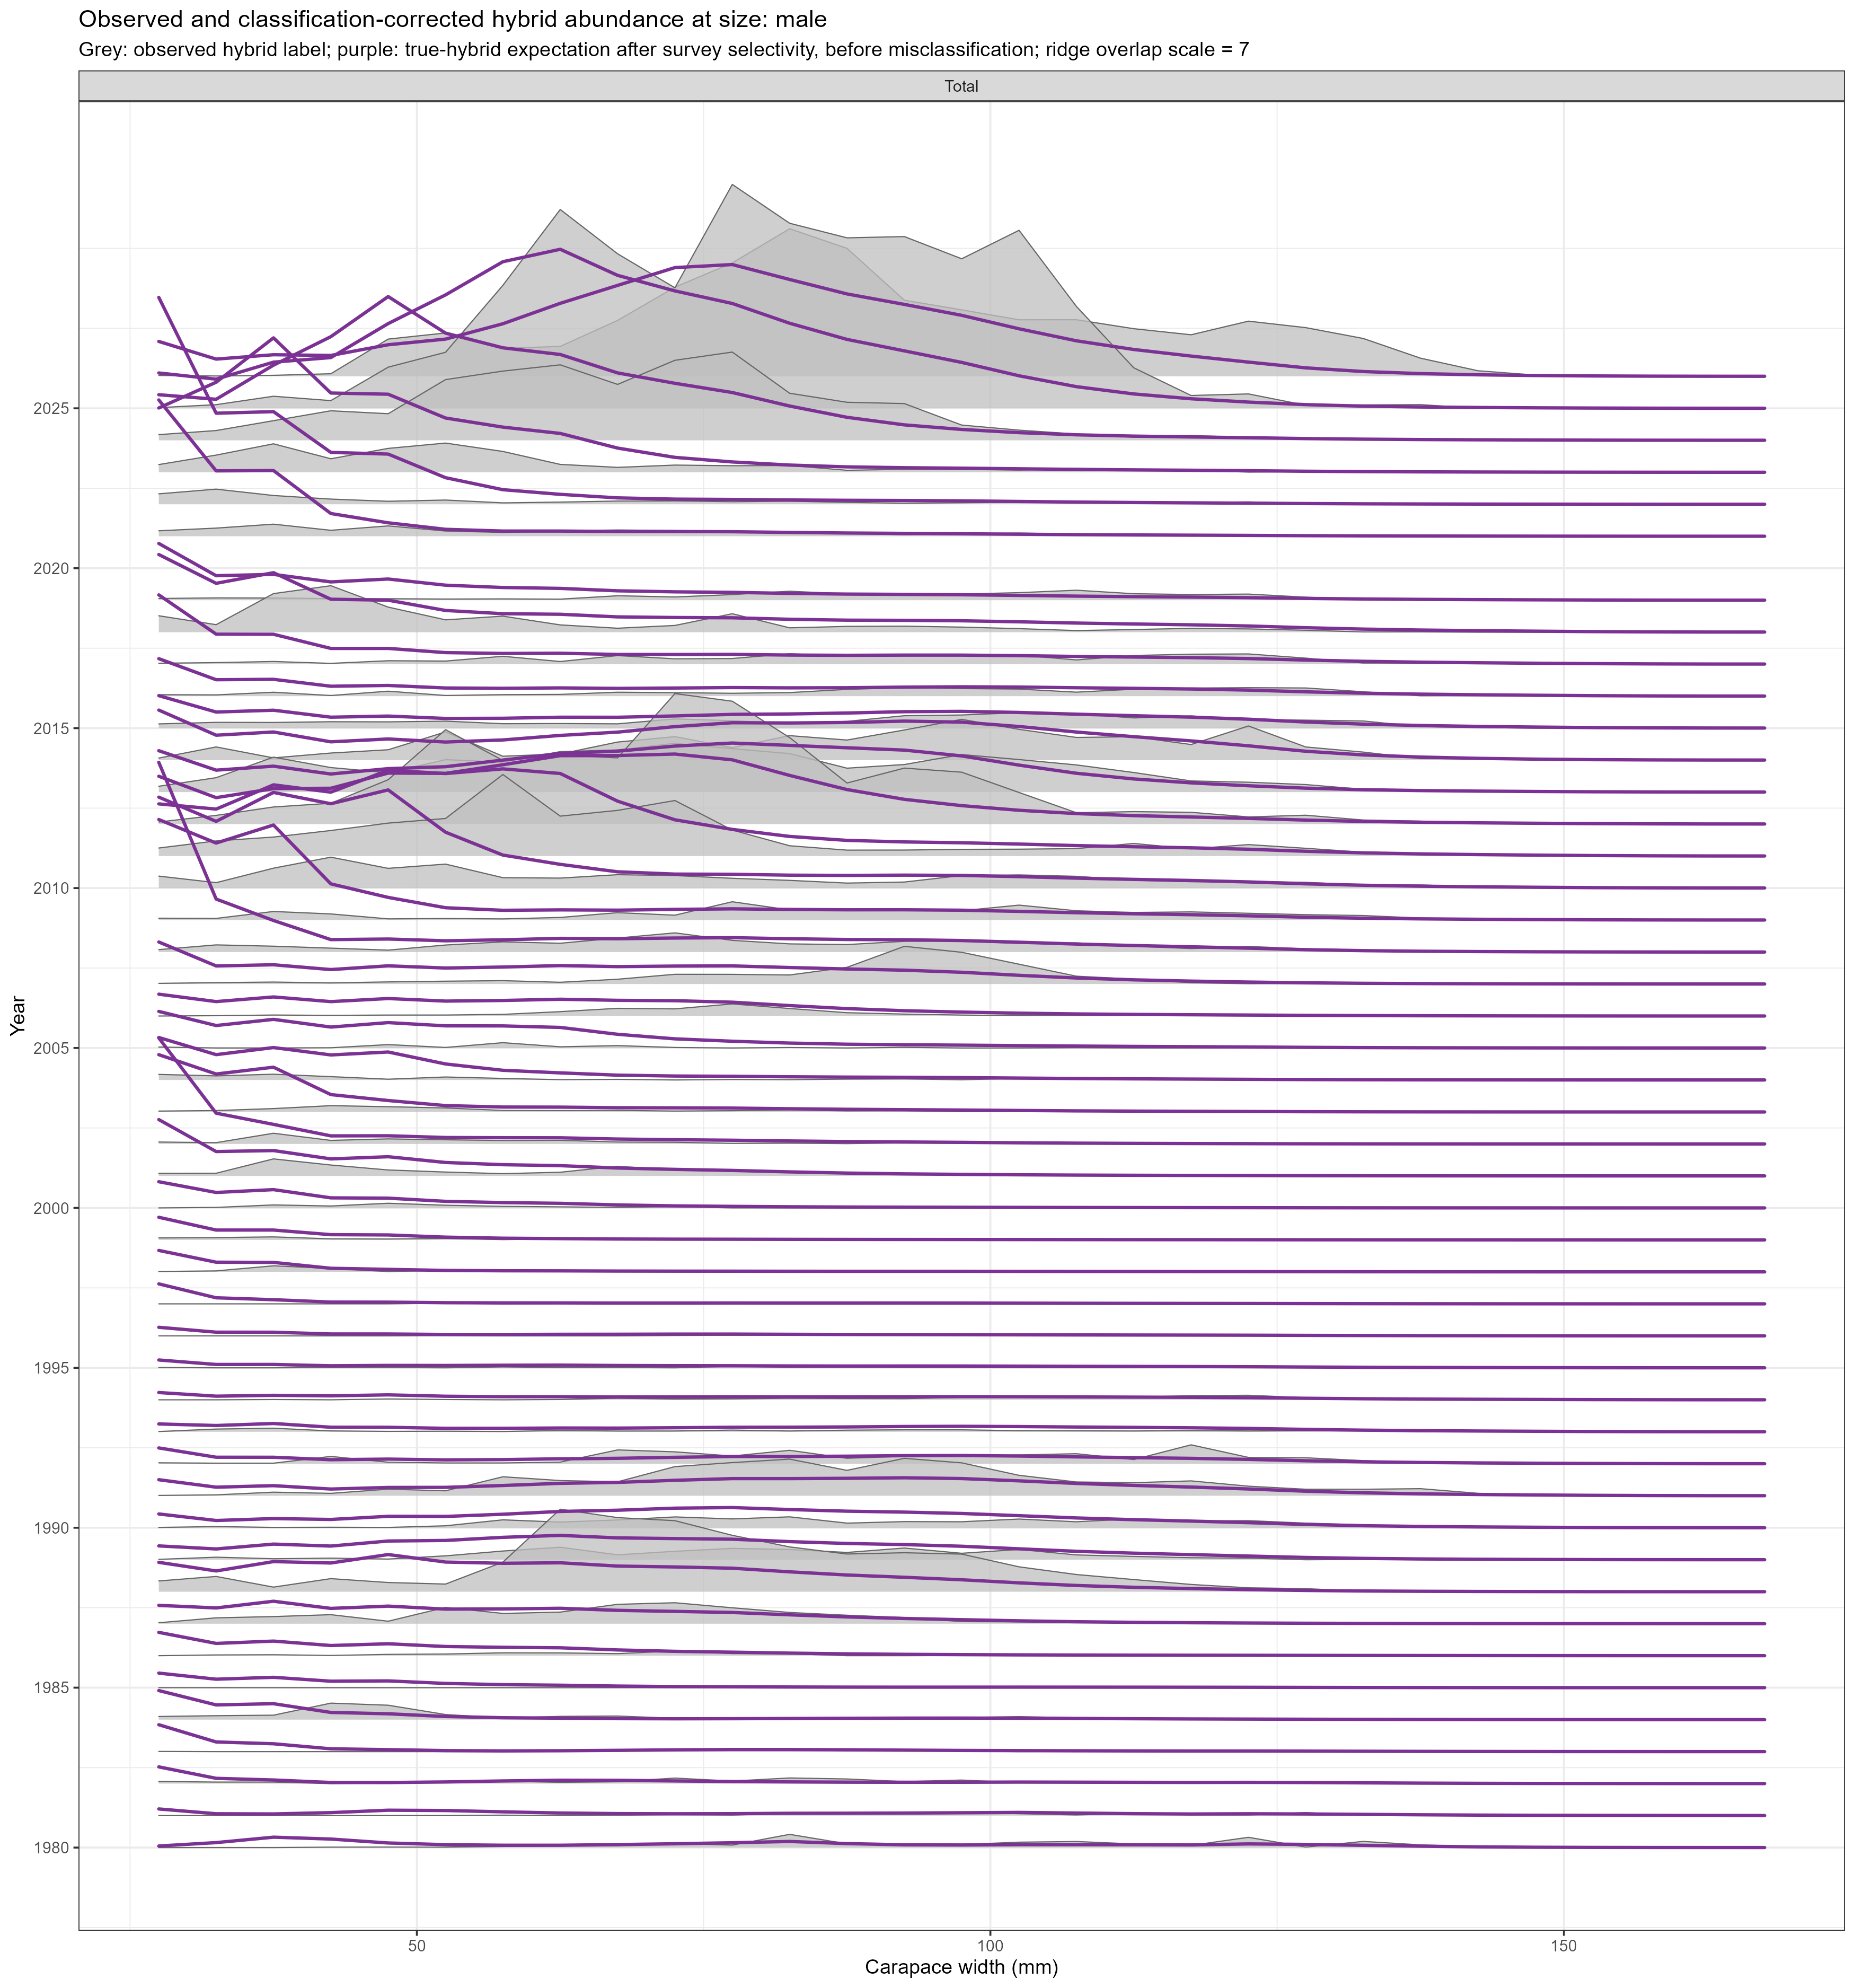 Observed and classification-corrected hybrid abundance at size: male
Grey: observed hybrid label; purple: true-hybrid expectation after survey selectivity, before misclassification; ridge overlap scale = 7
Total
2025
2020
2015
2010
2005
2000
1995
1990
1985
1980
Year
50 100 150
Carapace width (mm)